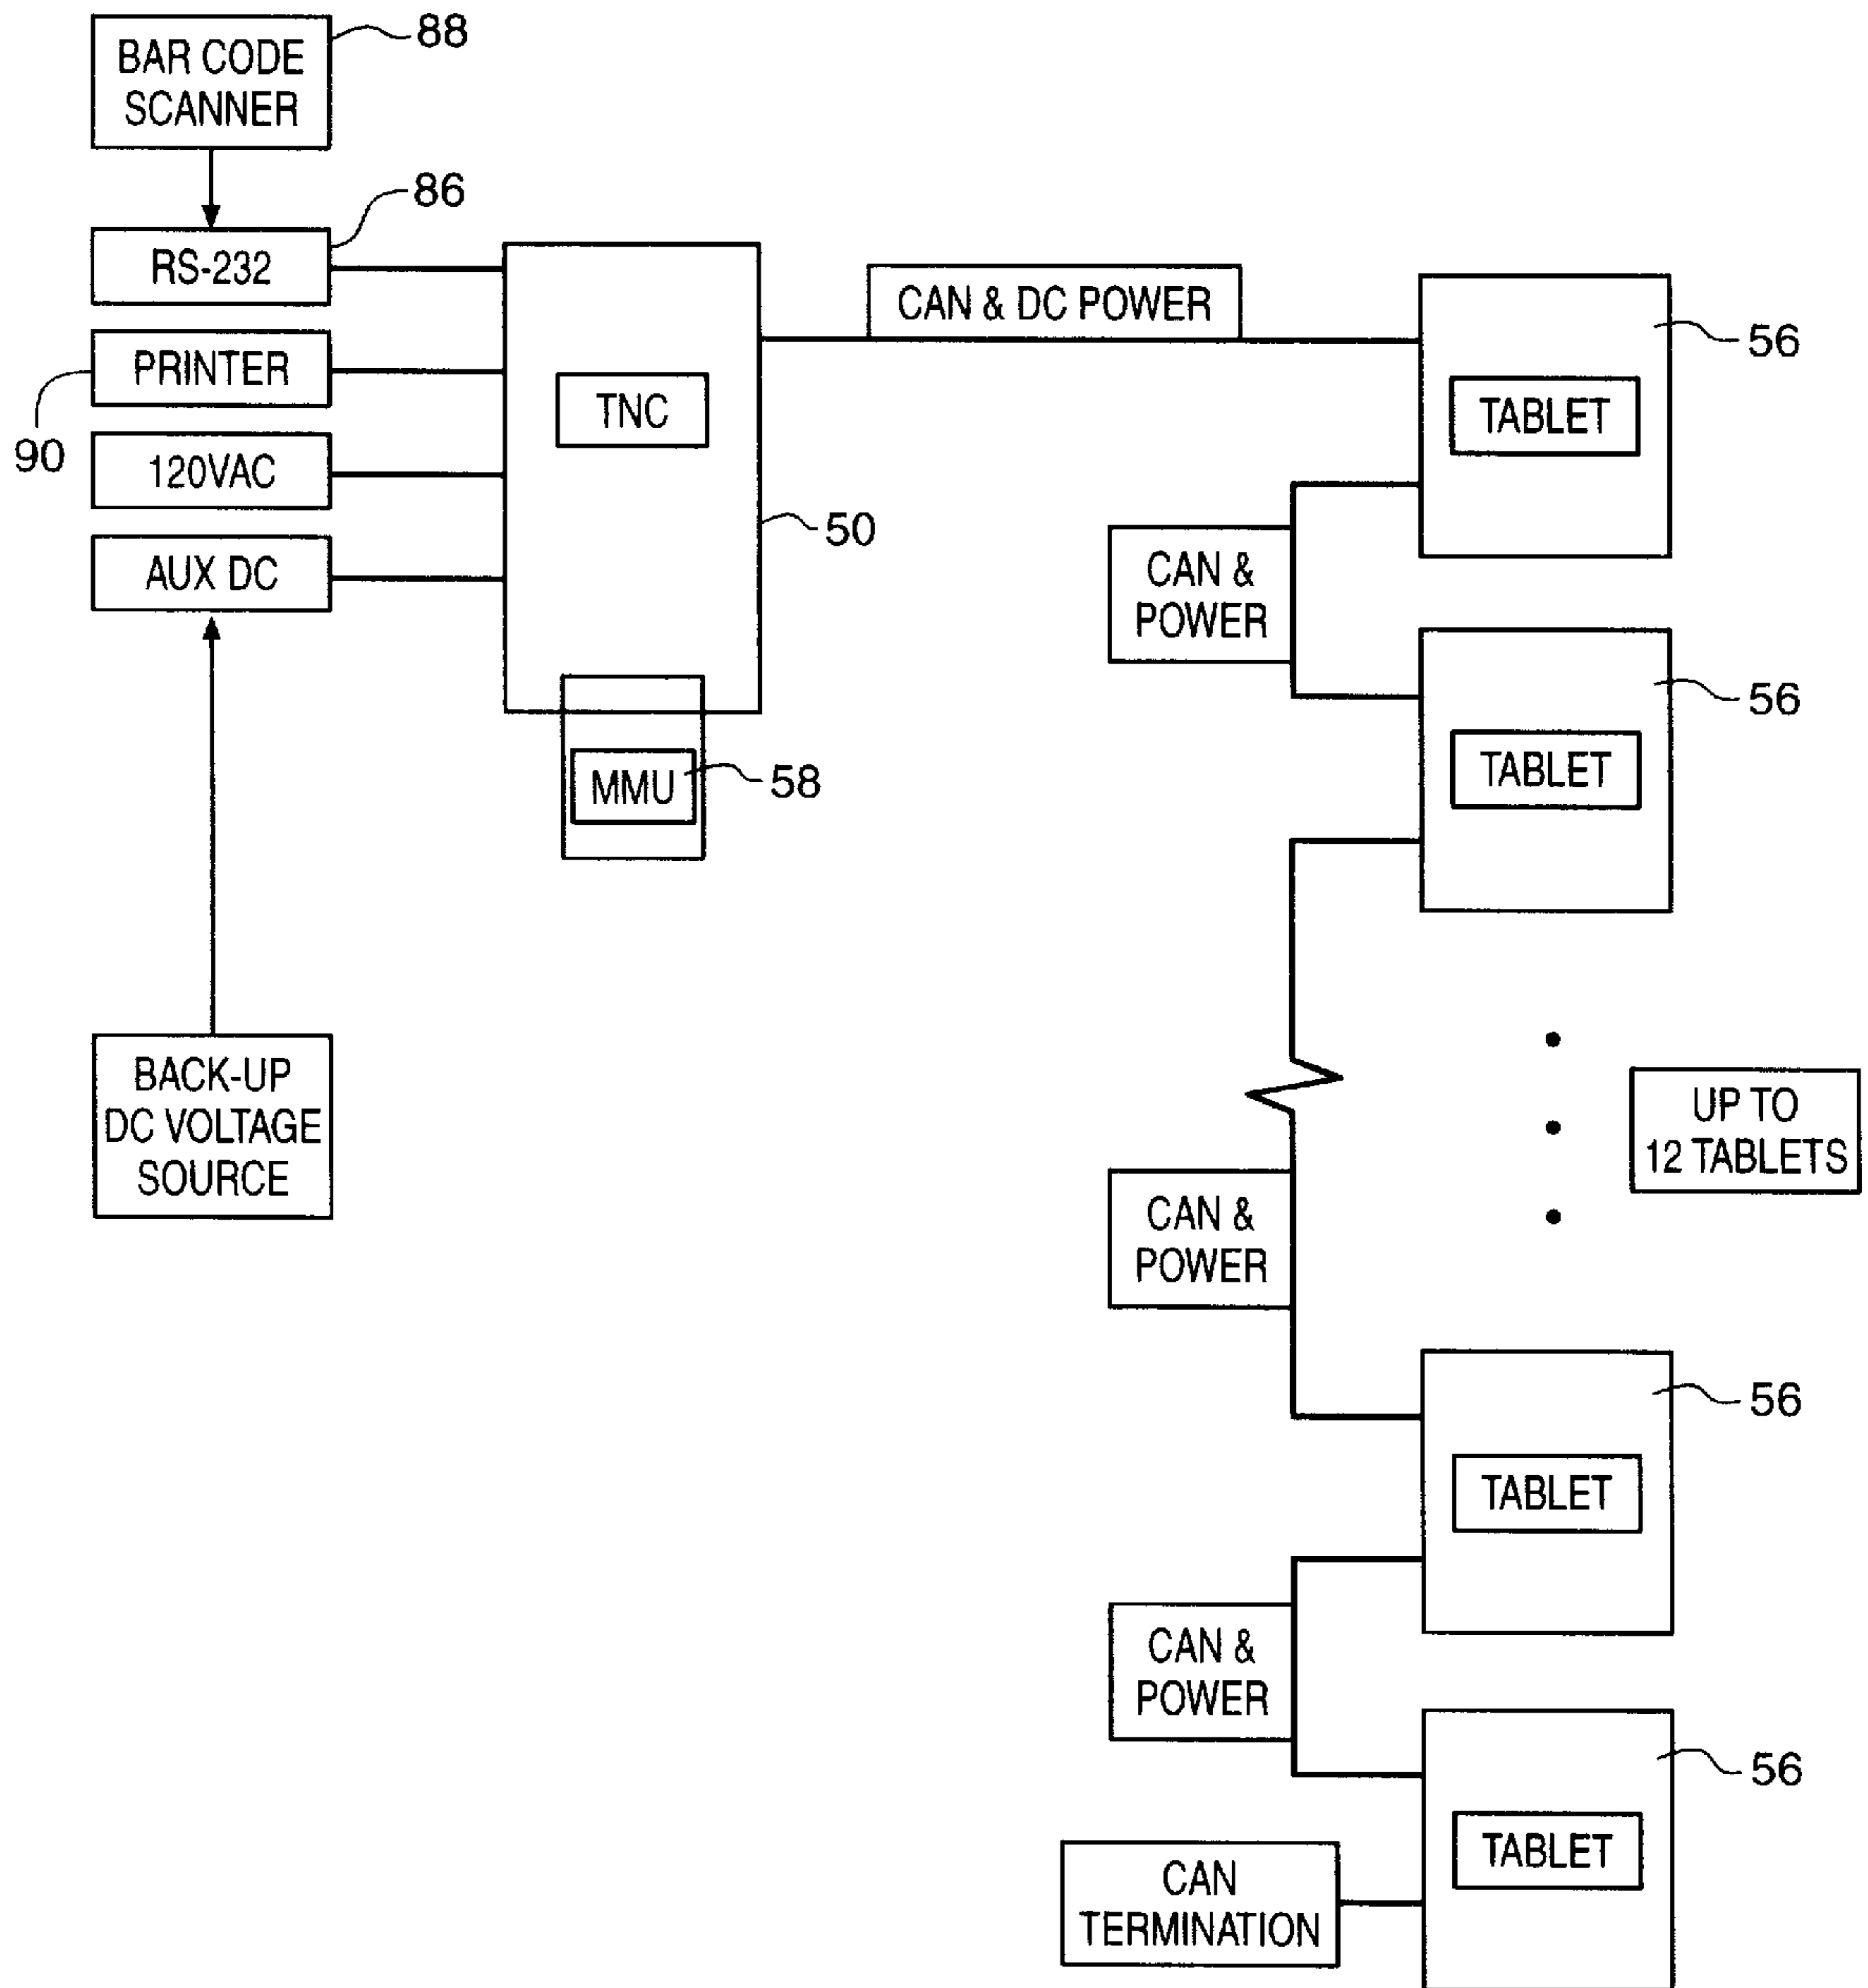 BAR CODE
SCANNER
88
RS-232
86
PRINTER
90
120VAC
AUX DC
BACK-UP
DC VOLTAGE
SOURCE
TNC
50
MMU
58
CAN & DC POWER
TABLET
56
CAN &
POWER
TABLET
56
UP TO
12 TABLETS
CAN &
POWER
TABLET
56
CAN &
POWER
TABLET
56
CAN
TERMINATION